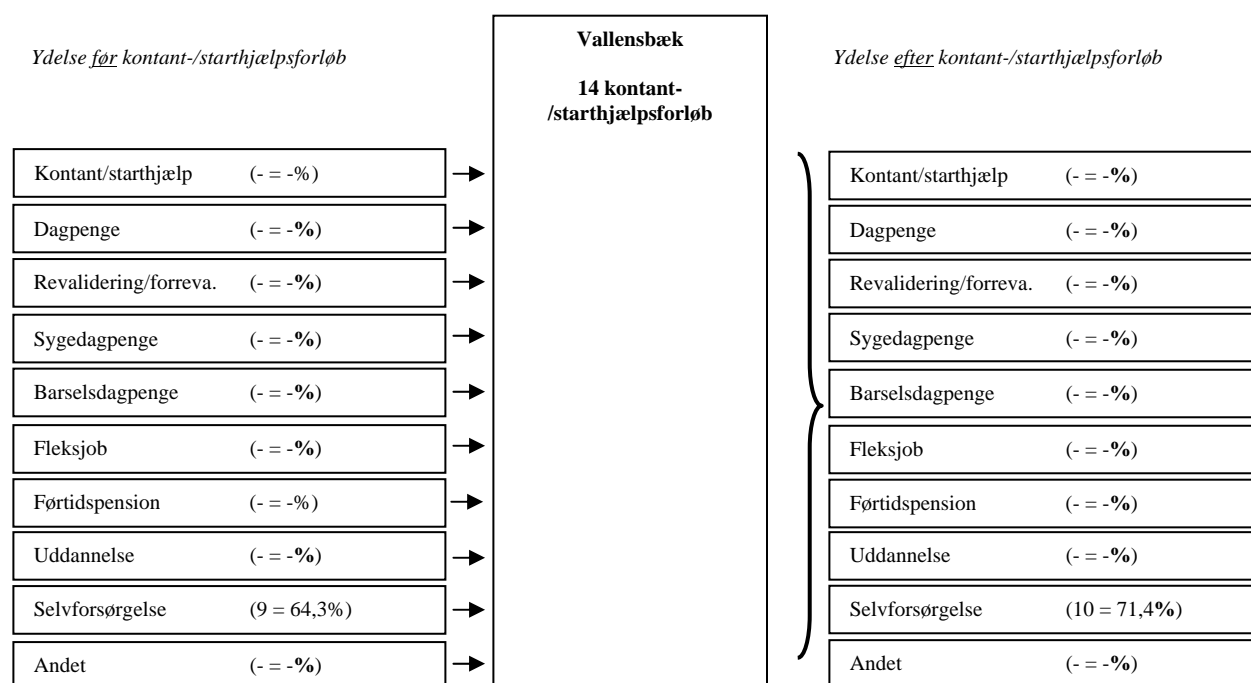 Ydelse før kontant-/starthjælpsforløb
Vallensbæk
14 kontant-
/starthjælpsforløb
Ydelse efter kontant-/starthjælpsforløb
Kontant/starthjælp (- = -%)
Dagpenge (- = -%)
Revalidering/forreva. (- = -%)
Sygedagpenge (- = -%)
Barselsdagpenge (- = -%)
Fleksjob (- = -%)
Førtidspension (- = -%)
Uddannelse (- = -%)
Selvforsørgelse (9 = 64,3%)
Andet (- = -%)
Kontant/starthjælp (- = -%)
Dagpenge (- = -%)
Revalidering/forreva. (- = -%)
Sygedagpenge (- = -%)
Barselsdagpenge (- = -%)
Fleksjob (- = -%)
Førtidspension (- = -%)
Uddannelse (- = -%)
Selvforsørgelse (10 = 71,4%)
Andet (- = -%)